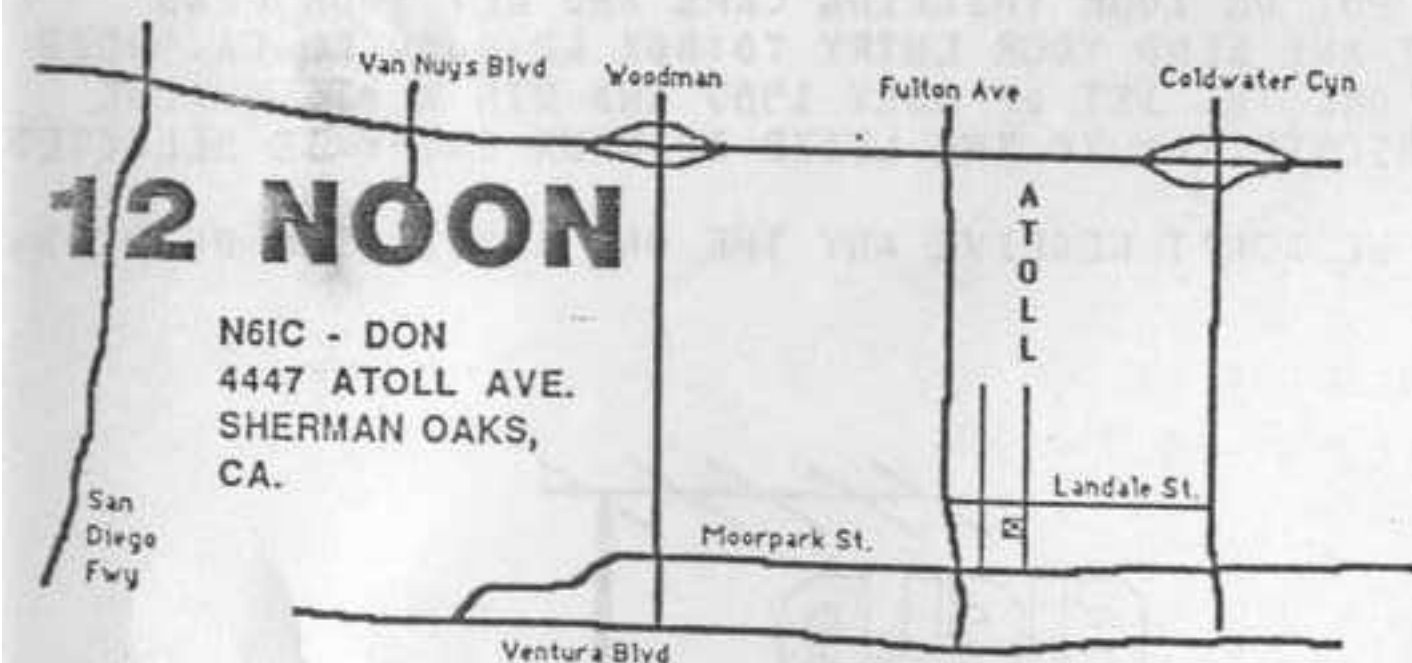 Van Nuys Blvd
Woodman
Fulton Ave
Coldwater Cyn
12 NOON
ATOLL
N6IC - DON
4447 ATOLL AVE.
SHERMAN OAKS,
CA.
San
Diego
Fwy
Landale St.
Moorpark St.
Ventura Blvd